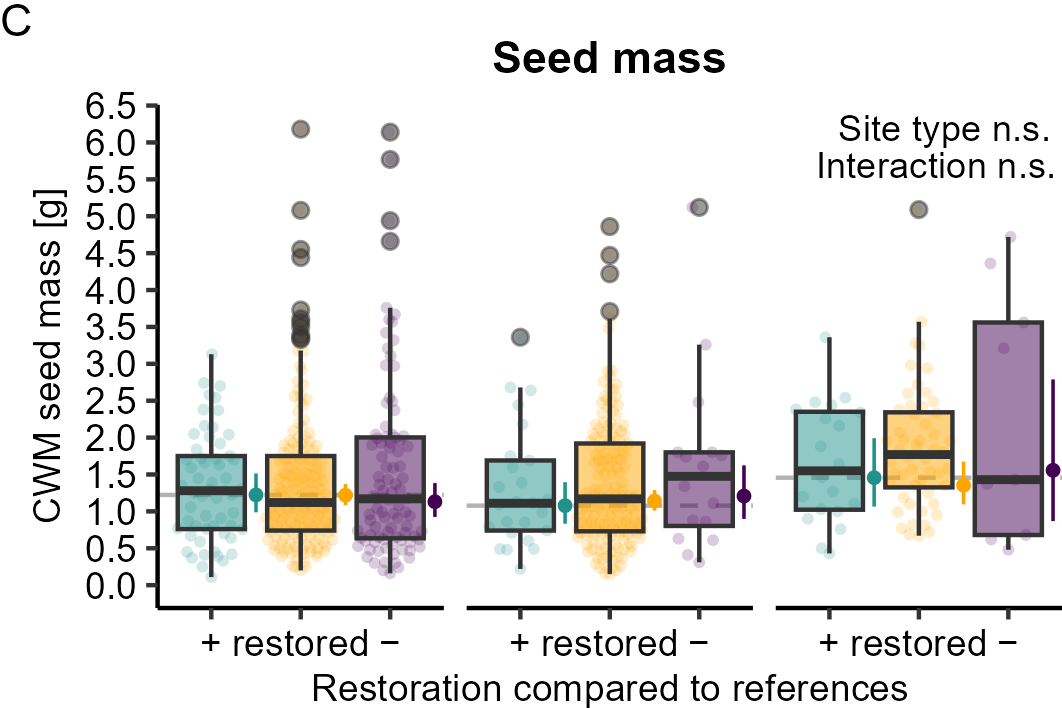 C
Seed mass
Site type n.s.
Interaction n.s.
CWM seed mass [g]
6.5
6.0
5.5
5.0
4.5
4.0
3.5
3.0
2.5
2.0
1.5
1.0
0.5
0.0
+ restored − + restored − + restored −
Restoration compared to references